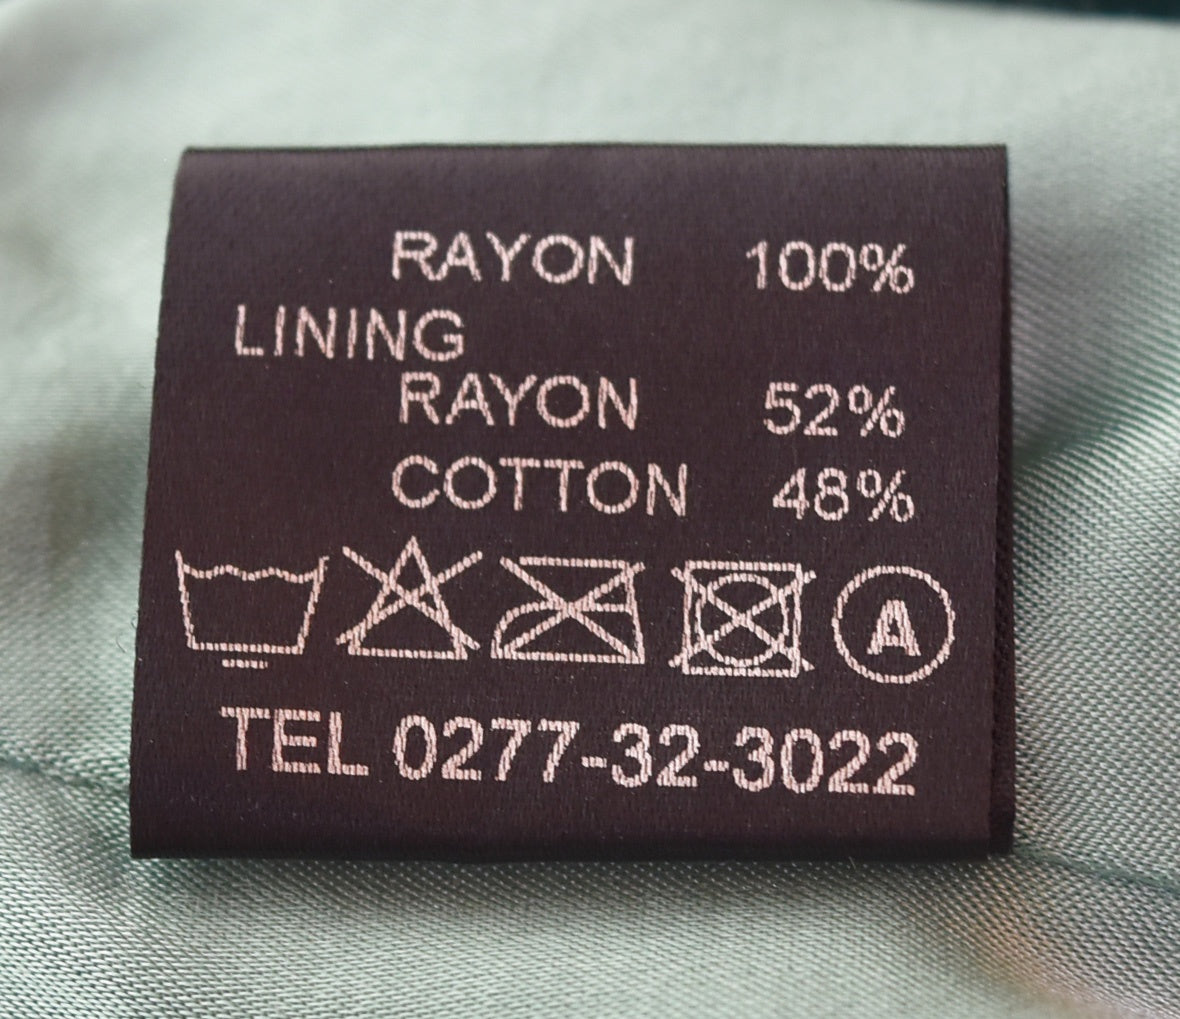 RAYON 100%
LINING
RAYON 52%
COTTON 48%
A
TEL 0277-32-3022